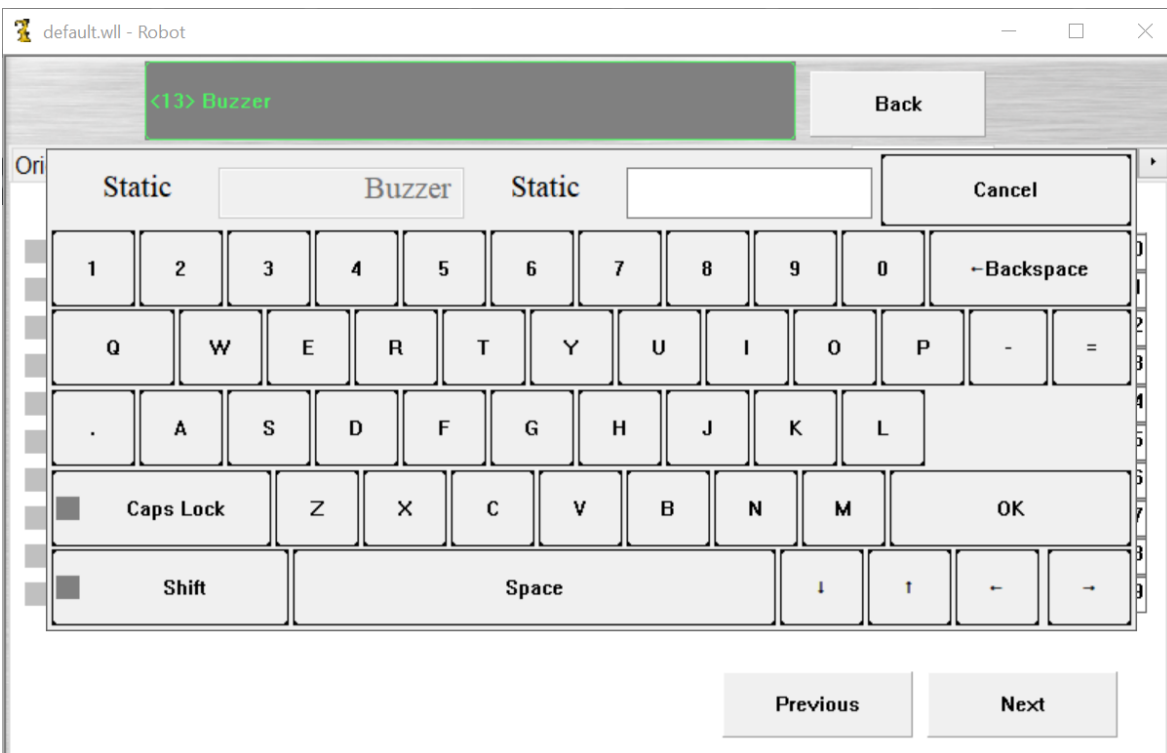 default.wll - Robot
<13> Buzzer
Back
Ori
Static Buzzer Static Cancel
1 2 3 4 5 6 7 8 9 0 ←Backspace
Q W E R T Y U I O P - =
. A S D F G H J K L
Caps Lock Z X C V B N M OK
Shift Space ↓ ↑ ← →
Previous Next